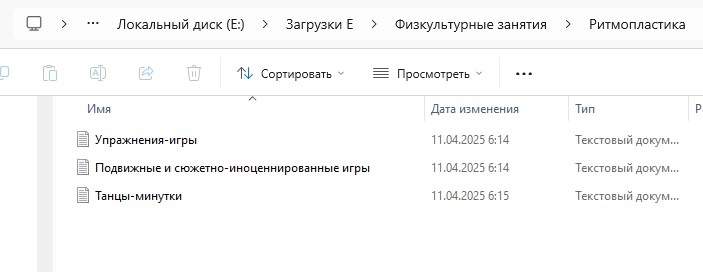 ... Локальный диск (E:) Загрузки E Физкультурные занятия Ритмопластика
Сортировать Просмотреть ...
Имя Дата изменения Тип Р
Упражнения-игры 11.04.2025 6:14 Текстовый докум...
Подвижные и сюжетно-иноценнированные игры 11.04.2025 6:14 Текстовый докум...
Танцы-минутки 11.04.2025 6:15 Текстовый докум...